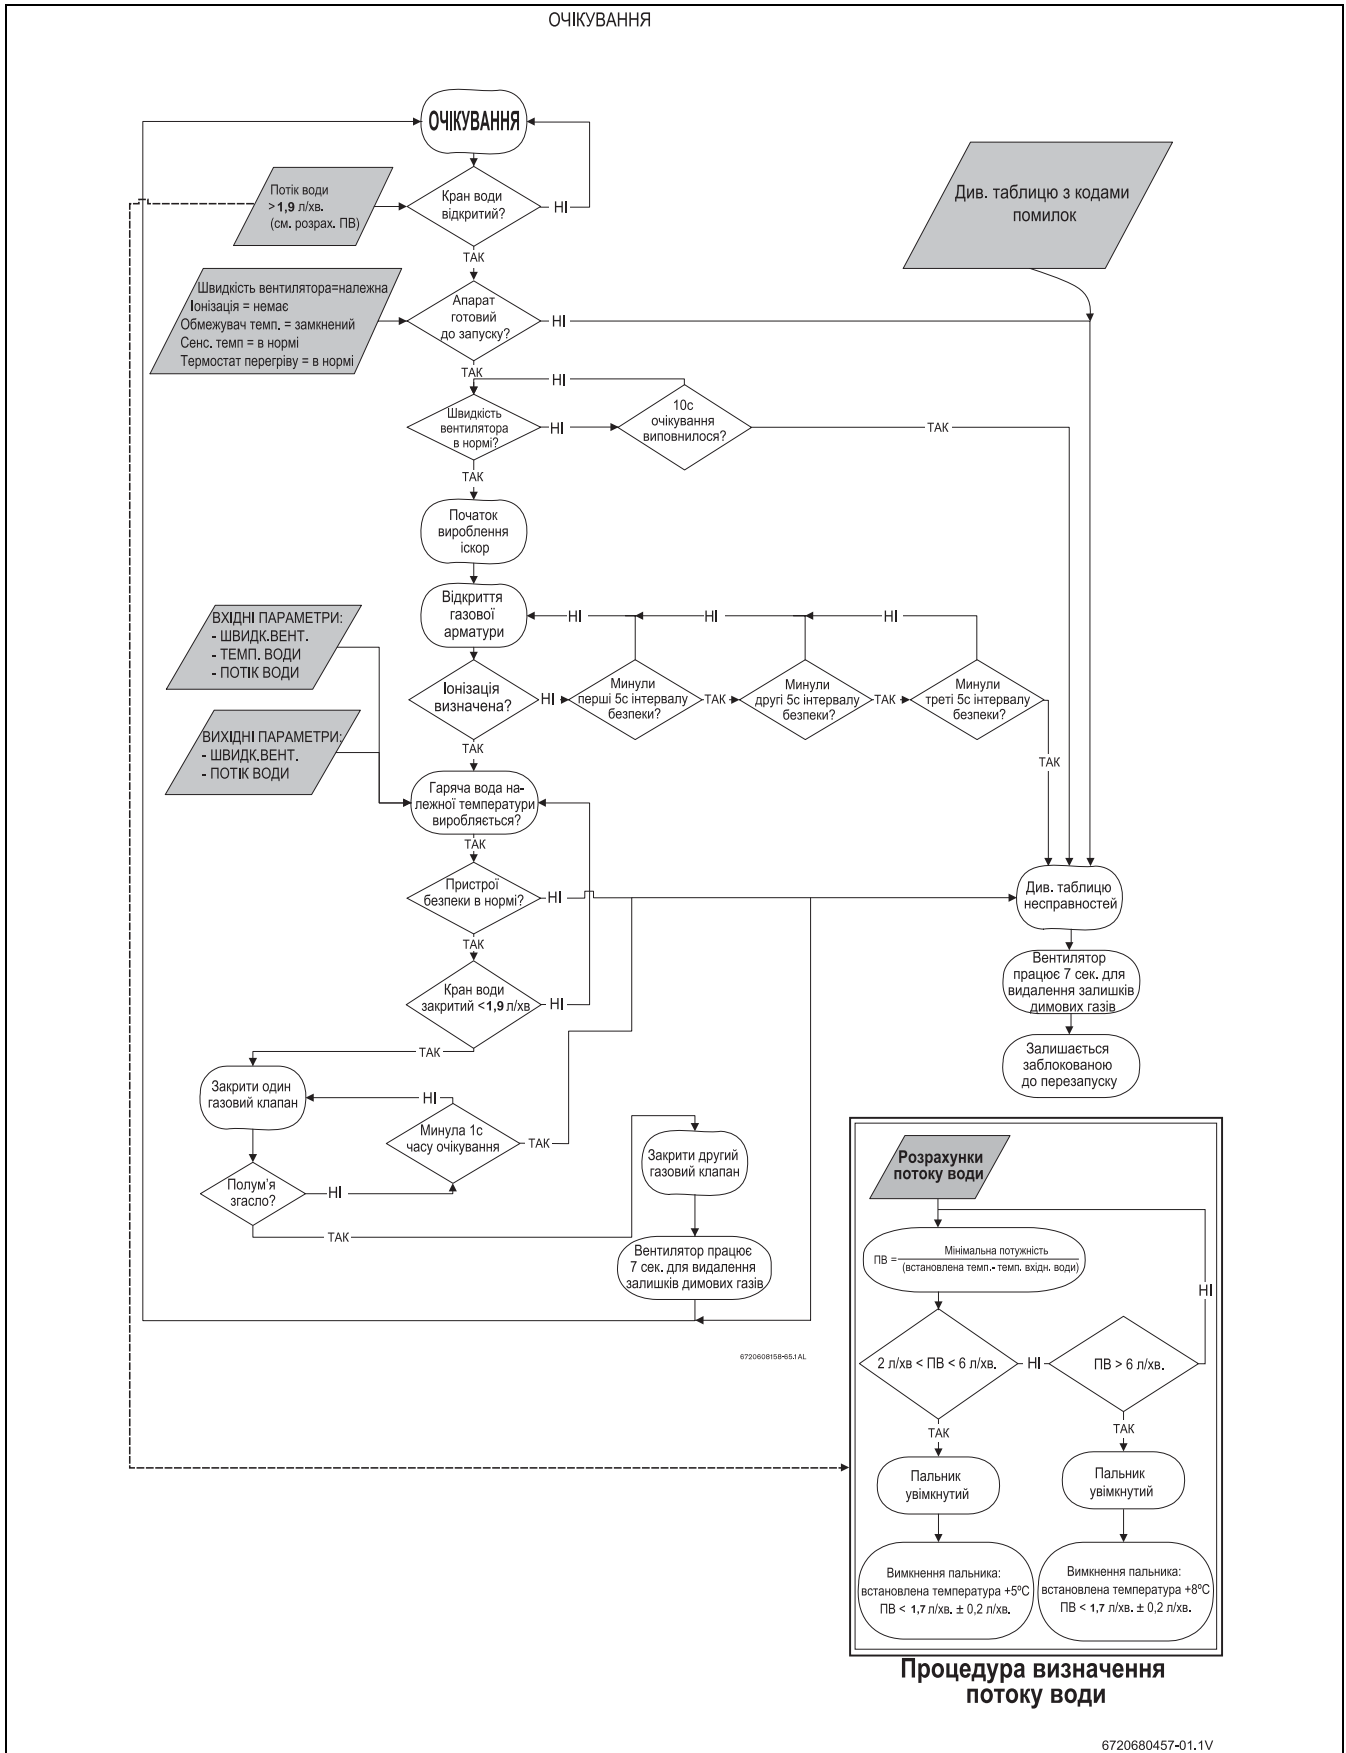 ОЧІКУВАННЯ
ОЧІКУВАННЯ
Потік води
> 1,9 л/хв.
(см. розрах. ПВ)
Кран води
відкритий?
НІ
ТАК
Див. таблицю з кодами
помилок
Швидкість вентилятора=належна
Іонізація = немає
Обмежувач темп. = замкнений
Сенс. темп = в нормі
Термостат перегріву = в нормі
Апарат
готовий
до запуску?
НІ
ТАК
НІ
Швидкість
вентилятора
в нормі?
НІ
10с
очікування
виповнилося?
ТАК
ТАК
Початок
вироблення
іскор
Відкриття
газової
арматури
НІ
НІ
НІ
ВХІДНІ ПАРАМЕТРИ:
- ШВИДК.ВЕНТ.
- ТЕМП. ВОДИ
- ПОТІК ВОДИ
Іонізація
визначена?
НІ
Минули
перші 5с інтервалу
безпеки?
ТАК
Минули
другі 5с інтервалу
безпеки?
ТАК
Минули
треті 5с інтервалу
безпеки?
ТАК
ТАК
ВИХІДНІ ПАРАМЕТРИ:
- ШВИДК.ВЕНТ.
- ПОТІК ВОДИ
Гаряча вода на-
лежної температури
виробляється?
ТАК
Пристрої
безпеки в нормі?
НІ
ТАК
Див. таблицю
несправностей
Кран води
закритий <1,9 л/хв
НІ
ТАК
Вентилятор
працює 7 сек. для
видалення залишків
димових газів
Залишається
заблокованою
до перезапуску
Закрити один
газовий клапан
НІ
Минула 1с
часу очікування
ТАК
Полум’я
згасло?
НІ
ТАК
Закрити другий
газовий клапан
Вентилятор працює
7 сек. для видалення
залишків димових газів
6720608158-65.1AL
Розрахунки
потоку води
ПВ = Мінімальна потужність
(встановлена темп.- темп. вхідн. води)
НІ
2 л/хв < ПВ < 6 л/хв.
НІ
ПВ > 6 л/хв.
ТАК
ТАК
Пальник
увімкнутий
Пальник
увімкнутий
Вимкнення пальника:
встановлена температура +5ºC
ПВ < 1,7 л/хв. ± 0,2 л/хв.
Вимкнення пальника:
встановлена температура +8ºC
ПВ < 1,7 л/хв. ± 0,2 л/хв.
Процедура визначення
потоку води
6720680457-01.1V